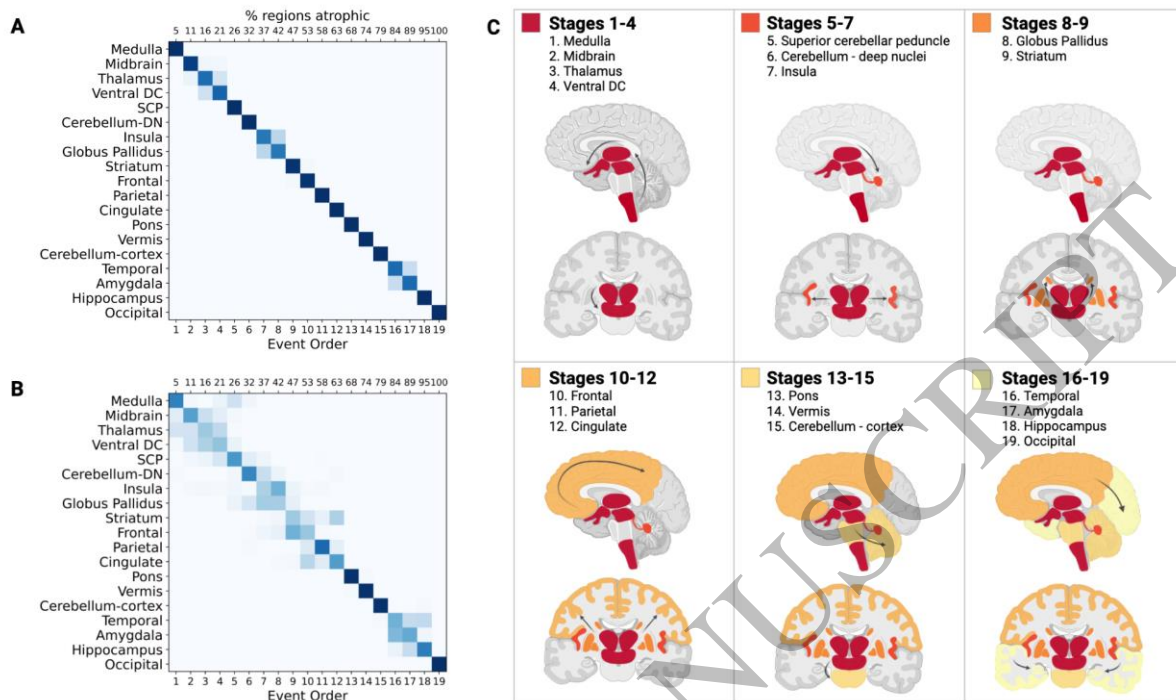 A
% regions atrophic
5 11 16 21 26 32 37 42 47 53 58 63 68 74 79 84 89 95 100
Medulla
Midbrain
Thalamus
Ventral DC
SCP
Cerebellum-DN
Insula
Globus Pallidus
Striatum
Frontal
Parietal
Cingulate
Pons
Vermis
Cerebellum-cortex
Temporal
Amygdala
Hippocampus
Occipital
1 2 3 4 5 6 7 8 9 10 11 12 13 14 15 16 17 18 19
Event Order
B
5 11 16 21 26 32 37 42 47 53 58 63 68 74 79 84 89 95 100
Medulla
Midbrain
Thalamus
Ventral DC
SCP
Cerebellum-DN
Insula
Globus Pallidus
Striatum
Frontal
Parietal
Cingulate
Pons
Vermis
Cerebellum-cortex
Temporal
Amygdala
Hippocampus
Occipital
1 2 3 4 5 6 7 8 9 10 11 12 13 14 15 16 17 18 19
Event Order
C
Stages 1-4
1. Medulla
2. Midbrain
3. Thalamus
4. Ventral DC
Stages 5-7
5. Superior cerebellar peduncle
6. Cerebellum - deep nuclei
7. Insula
Stages 8-9
8. Globus Pallidus
9. Striatum
Stages 10-12
10. Frontal
11. Parietal
12. Cingulate
Stages 13-15
13. Pons
14. Vermis
15. Cerebellum - cortex
Stages 16-19
16. Temporal
17. Amygdala
18. Hippocampus
19. Occipital
NUSCRIPT